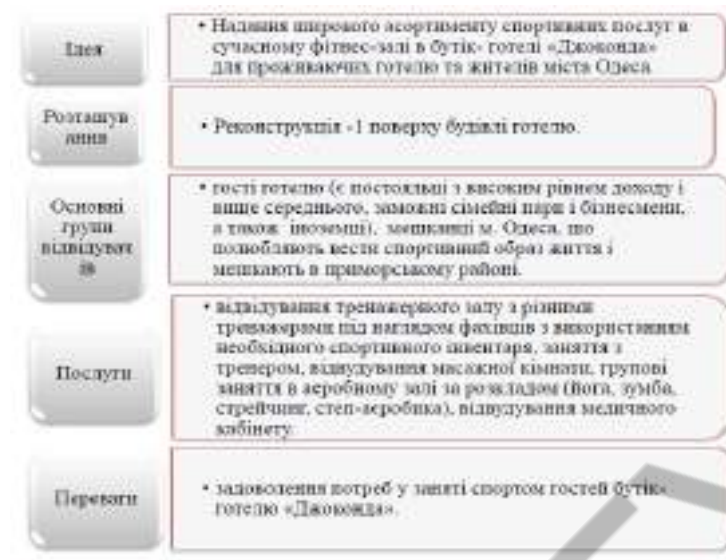 Ідея
• Надання широкого асортименту спортивних послуг в
сучасному фітнес-залі в бутік- готелі «Джоконда»
для проживаючих готелю та жителів міста Одеса
Розташув
ання
• Реконструкція -1 поверху будівлі готелю.
Основні
групи
відвідувач
ів
• гості готелю (є постояльці з високим рівнем доходу і
вище середнього, заможні сімейні пари і бізнесмени,
а також іноземці), мешканці м. Одеса, що
полюбляють вести спортивний образ життя і
мешкають в приморському районі.
Послуги
• відвідування тренажерного залу з різними
тренажерами під наглядом фахівців з використанням
необхідного спортивного інвентаря, заняття з
тренером, відвудування масажної кімнати, групові
заняття в аеробному залі за розкладом (йога, зумба,
стрейчинг, степ-аеробика), відвудування медичного
кабінету.
Переваги
• задоволення потреб у заняті спортом гостей бутік-
готелю «Джоконда».